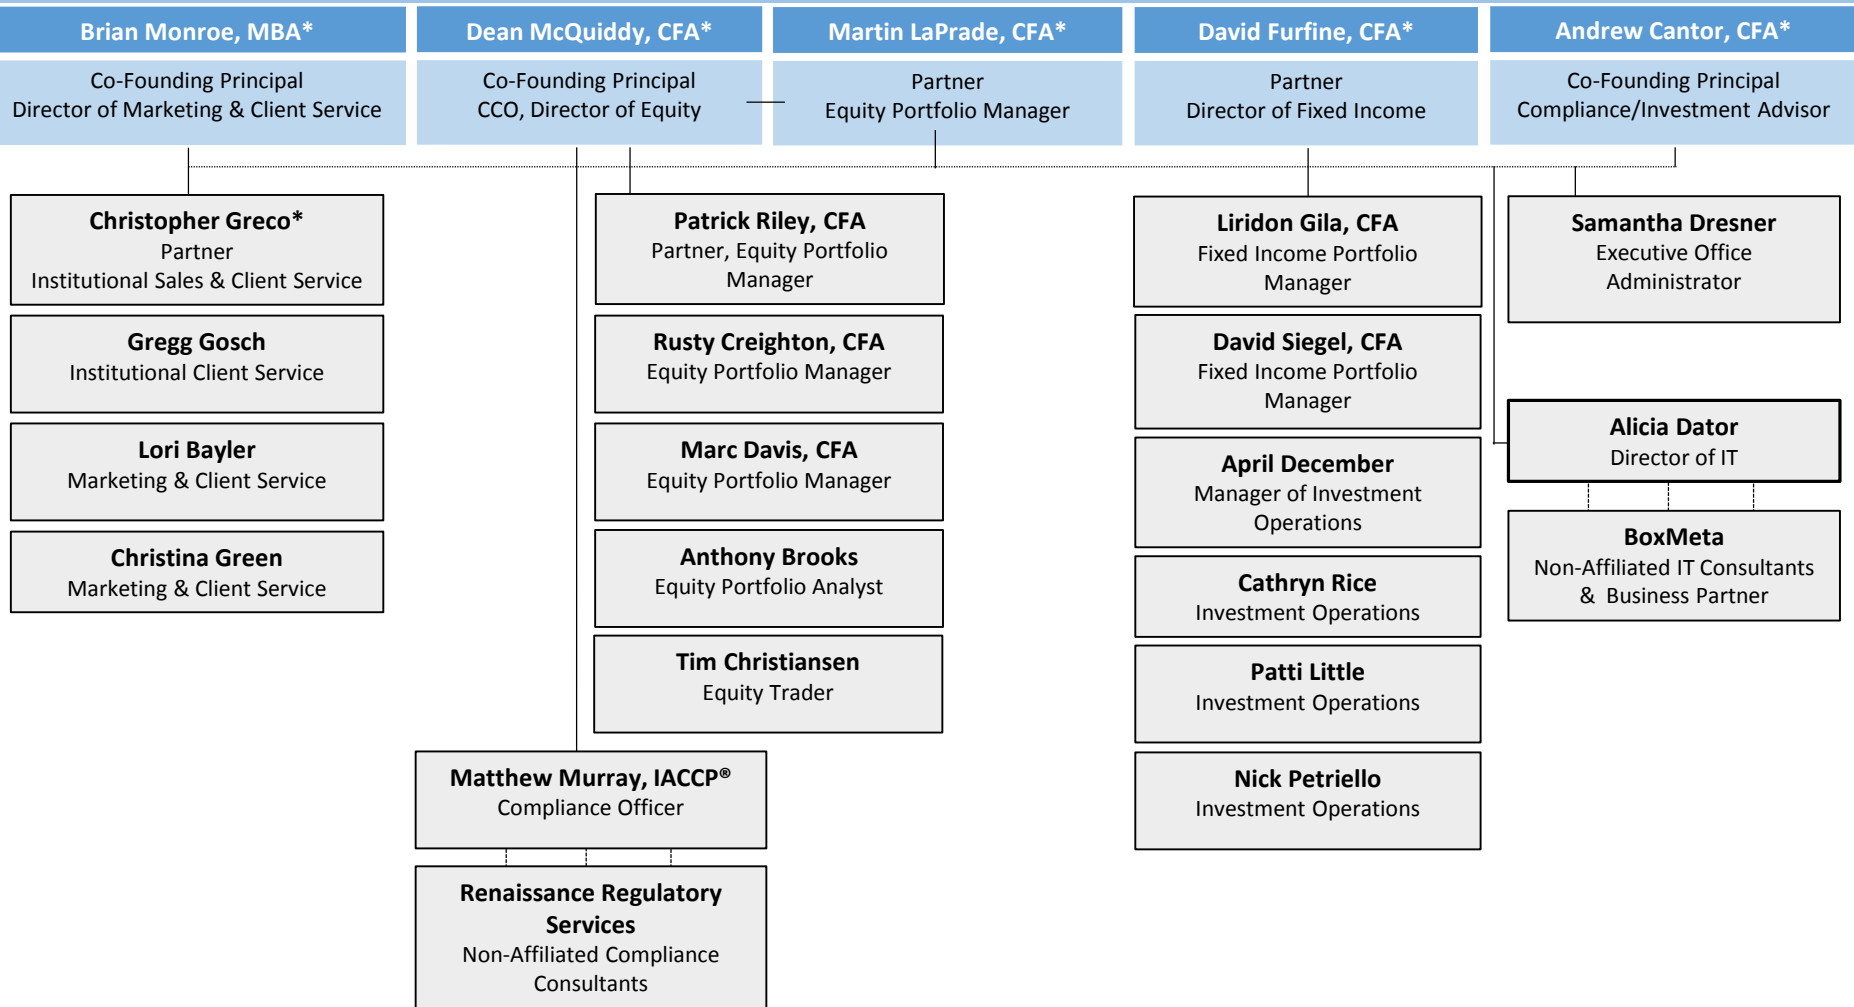 Brian Monroe, MBA*
Co-Founding Principal
Director of Marketing & Client Service
Dean McQuiddy, CFA*
Co-Founding Principal
CCO, Director of Equity
Martin LaPrade, CFA*
Partner
Equity Portfolio Manager
David Furfine, CFA*
Partner
Director of Fixed Income
Andrew Cantor, CFA*
Co-Founding Principal
Compliance/Investment Advisor
Christopher Greco*
Partner
Institutional Sales & Client Service
Gregg Gosch
Institutional Client Service
Lori Bayler
Marketing & Client Service
Christina Green
Marketing & Client Service
Patrick Riley, CFA
Partner, Equity Portfolio
Manager
Rusty Creighton, CFA
Equity Portfolio Manager
Marc Davis, CFA
Equity Portfolio Manager
Anthony Brooks
Equity Portfolio Analyst
Tim Christiansen
Equity Trader
Matthew Murray, IACCP®
Compliance Officer
Renaissance Regulatory
Services
Non-Affiliated Compliance
Consultants
Liridon Gila, CFA
Fixed Income Portfolio
Manager
David Siegel, CFA
Fixed Income Portfolio
Manager
April December
Manager of Investment
Operations
Cathryn Rice
Investment Operations
Patti Little
Investment Operations
Nick Petriello
Investment Operations
Samantha Dresner
Executive Office
Administrator
Alicia Dator
Director of IT
BoxMeta
Non-Affiliated IT Consultants
& Business Partner